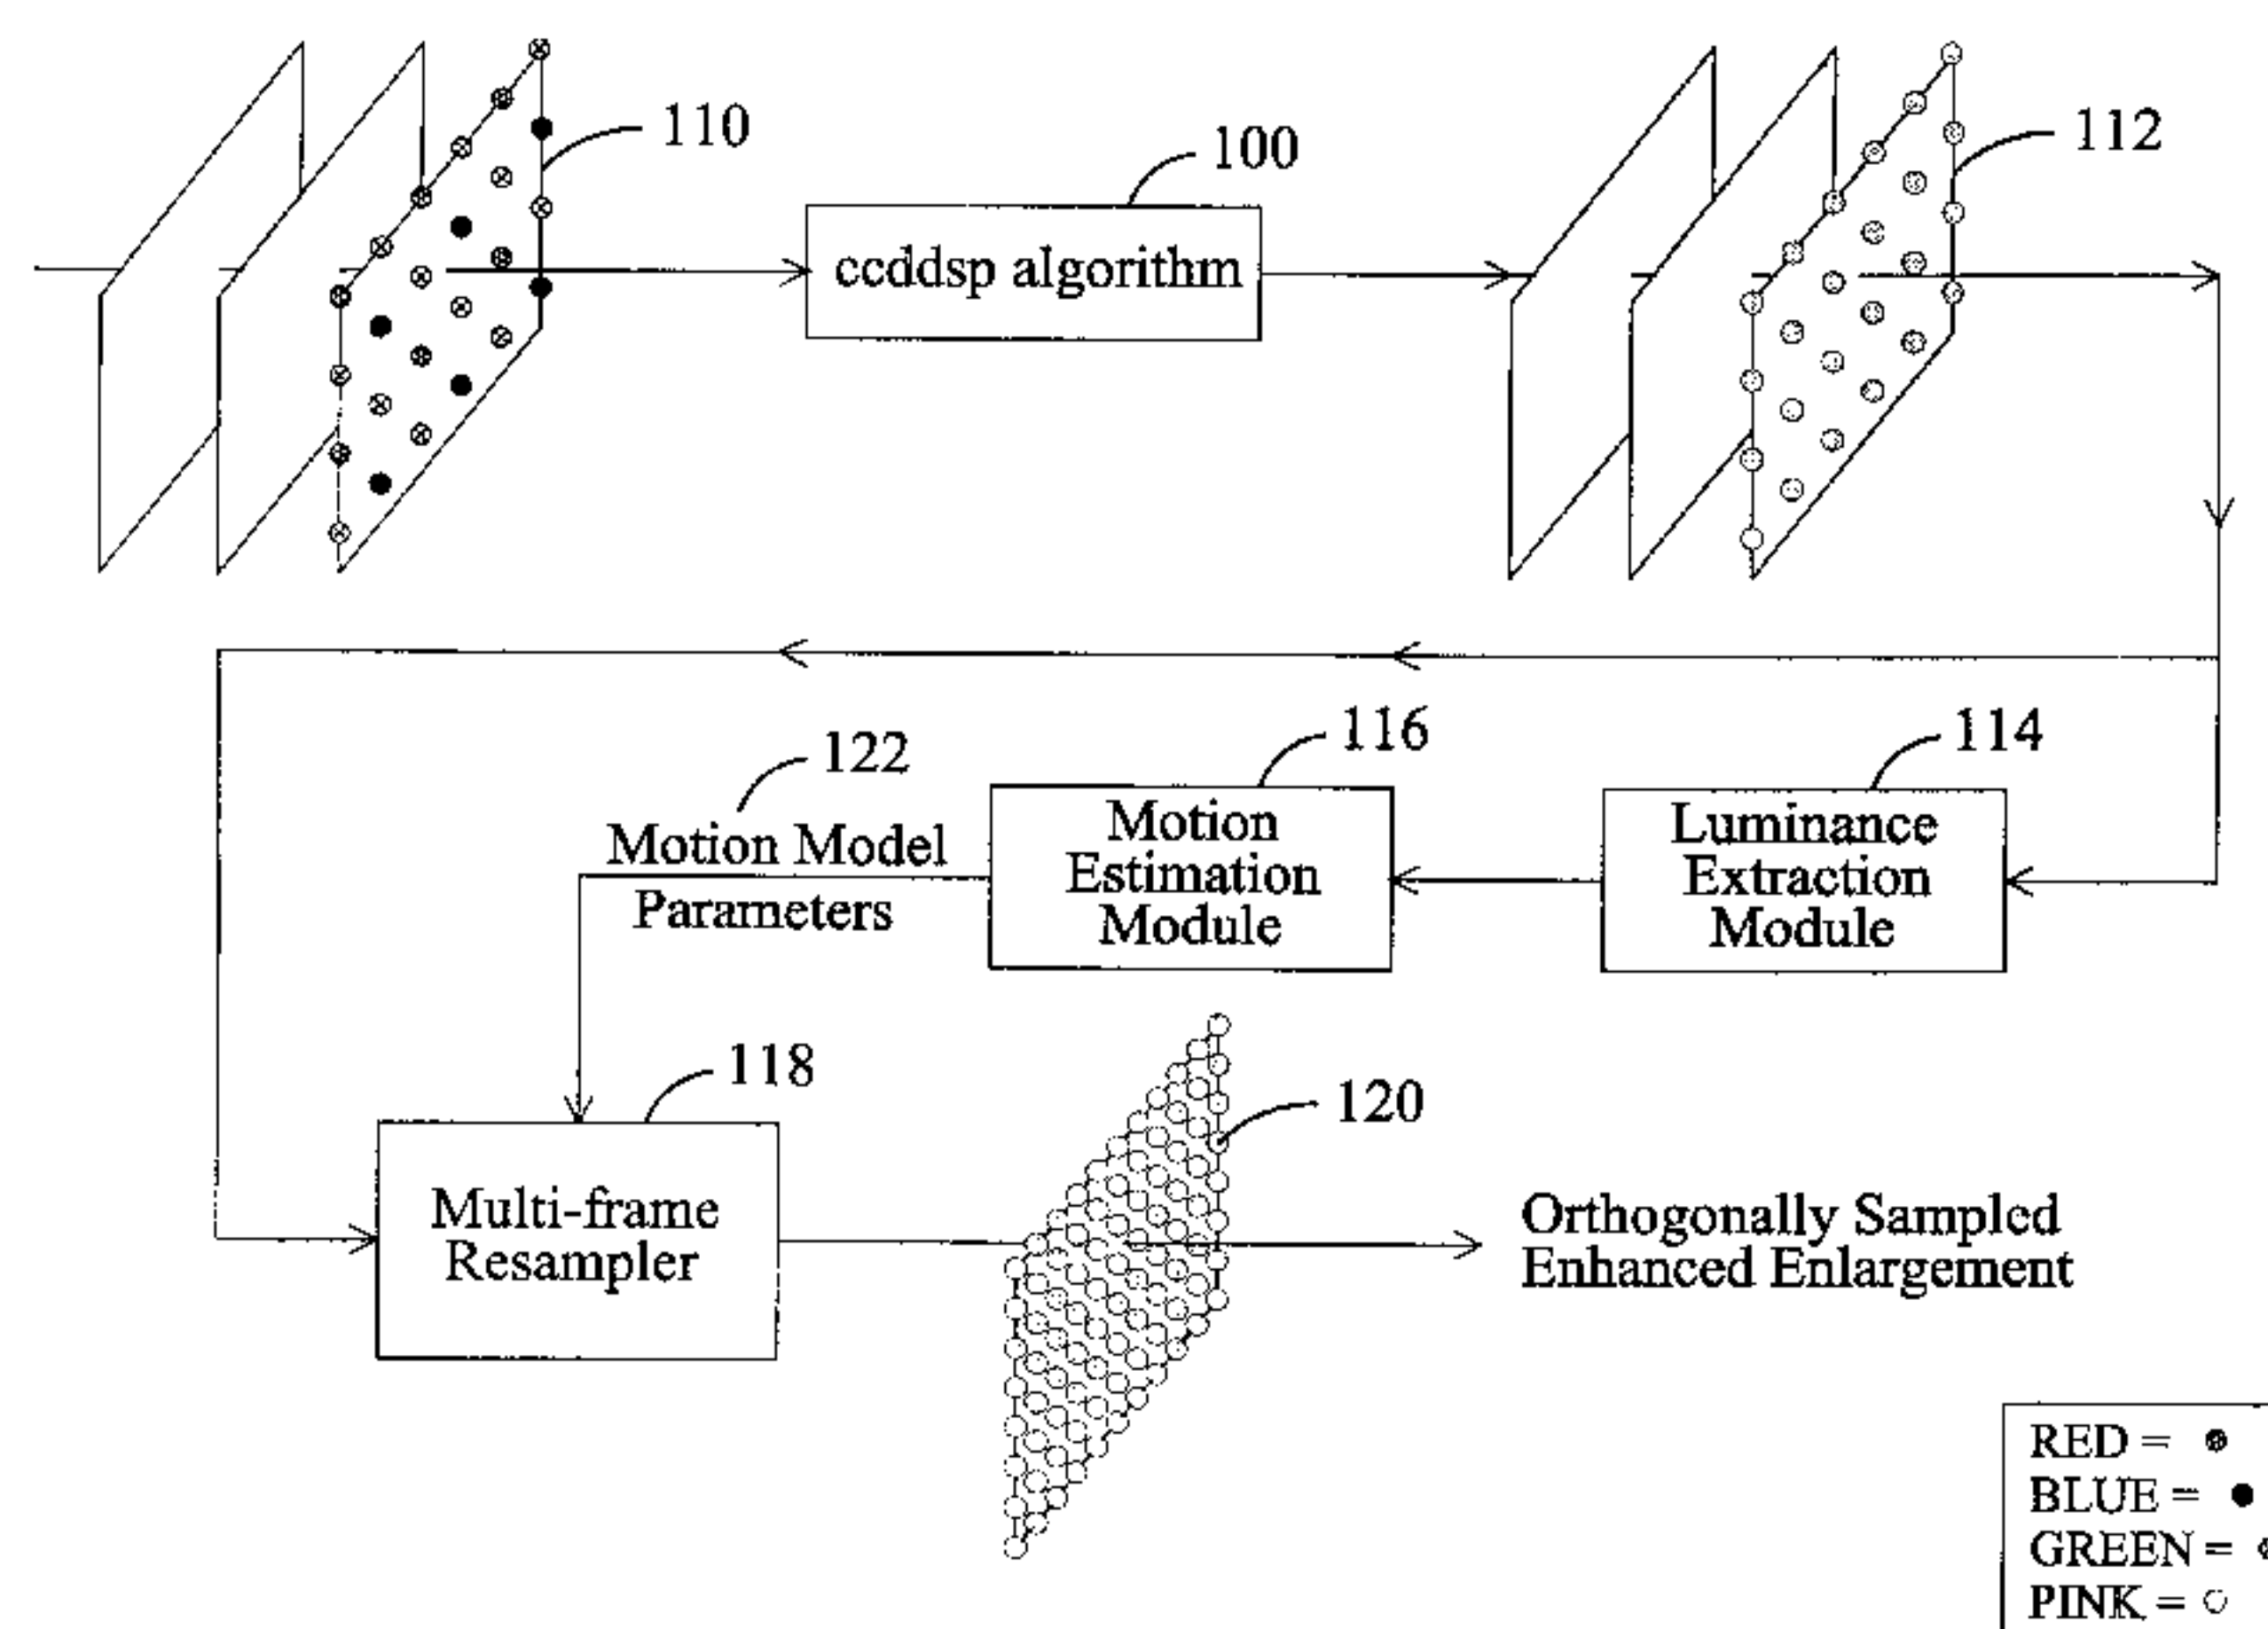 110
100
112
ccddsp algorithm
122
116
114
Motion Model
Parameters
Motion
Estimation
Module
Luminance
Extraction
Module
118
120
Multi-frame
Resampler
Orthogonally Sampled
Enhanced Enlargement
RED =
BLUE =
GREEN =
PINK =